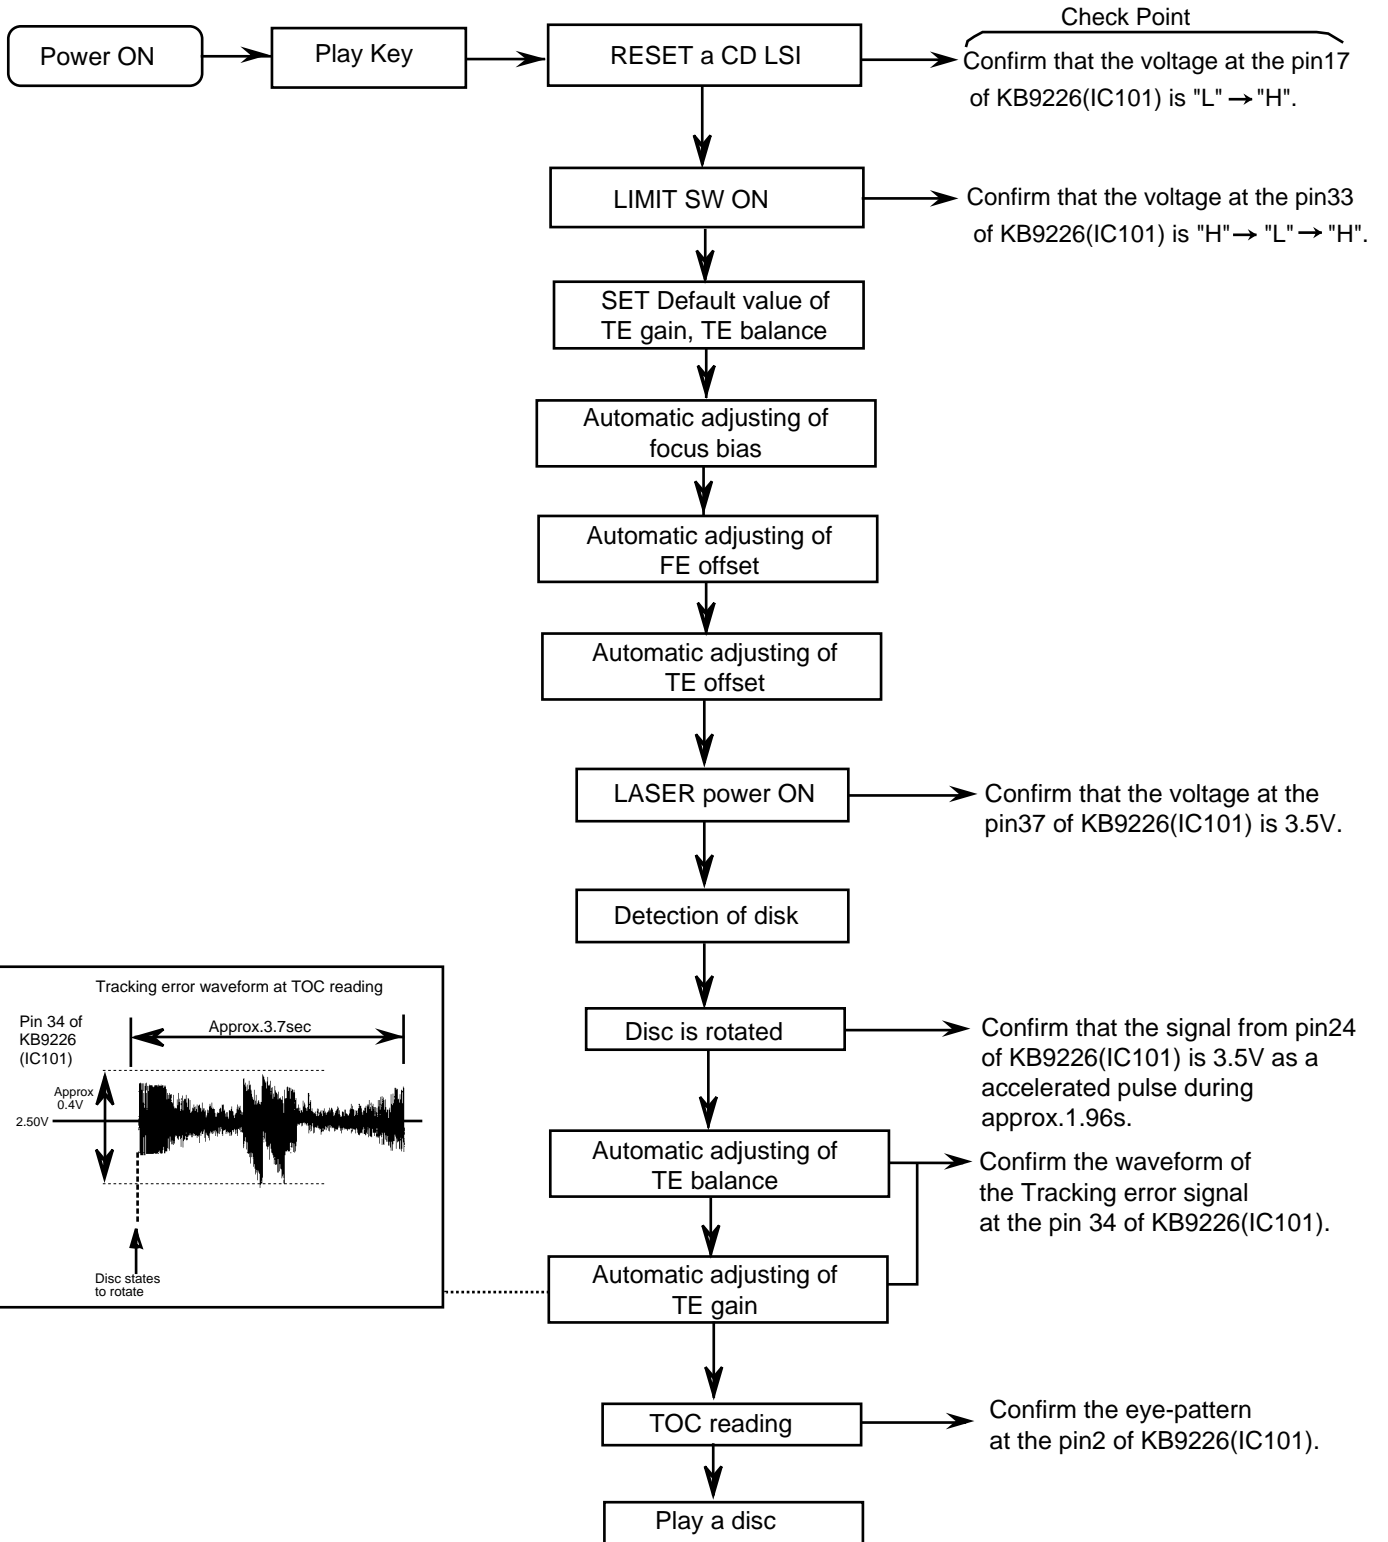 Check Point
Power ON
Play Key
RESET a CD LSI
Confirm that the voltage at the pin17
of KB9226(IC101) is "L" → "H".
LIMIT SW ON
Confirm that the voltage at the pin33
of KB9226(IC101) is "H" → "L" → "H".
SET Default value of
TE gain, TE balance
Automatic adjusting of
focus bias
Automatic adjusting of
FE offset
Automatic adjusting of
TE offset
LASER power ON
Confirm that the voltage at the
pin37 of KB9226(IC101) is 3.5V.
Detection of disk
Disc is rotated
Confirm that the signal from pin24
of KB9226(IC101) is 3.5V as a
accelerated pulse during
approx.1.96s.
Automatic adjusting of
TE balance
Confirm the waveform of
the Tracking error signal
at the pin 34 of KB9226(IC101).
Automatic adjusting of
TE gain
Tracking error waveform at TOC reading
Pin 34 of
KB9226
(IC101)
Approx.3.7sec
Approx
0.4V
2.50V
Disc states
to rotate
TOC reading
Confirm the eye-pattern
at the pin2 of KB9226(IC101).
Play a disc